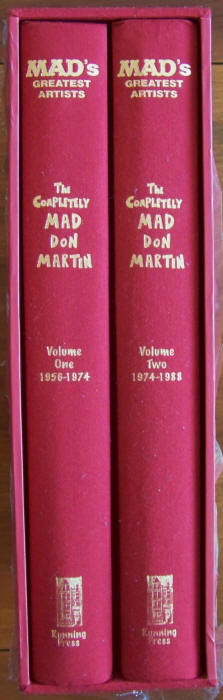 MAD's
GREATEST
ARTISTS
The
COMPLETELY
MAD
DON
MARTIN
Volume
One
1956-1974
Running
Press
MAD's
GREATEST
ARTISTS
The
COMPLETELY
MAD
DON
MARTIN
Volume
Two
1974-1988
Running
Press